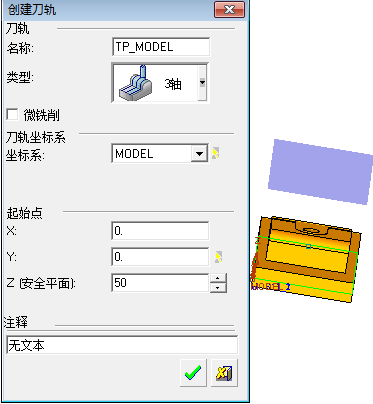 创建刀轨
刀轨
名称: TP_MODEL
类型: 3轴
微铣削
刀轨坐标系
坐标系: MODEL
起始点
X: 0.
Y: 0.
Z (安全平面): 50
注释
无文本